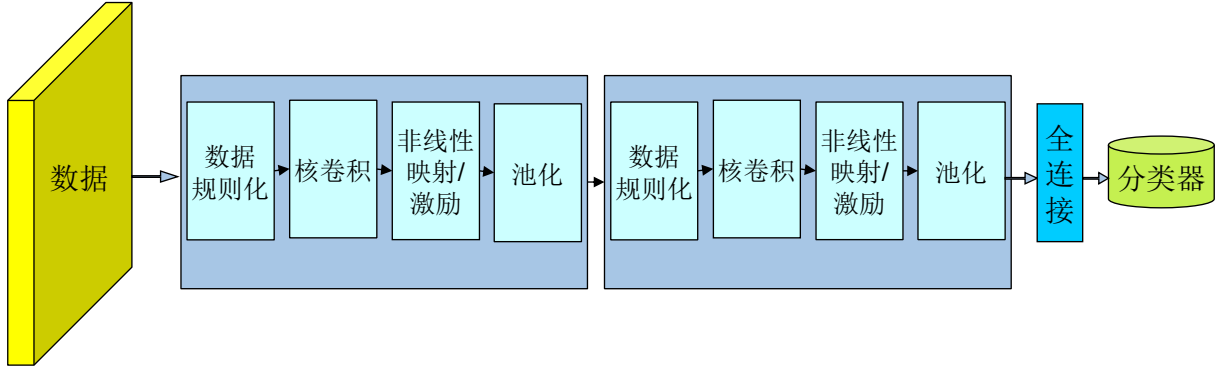 数据
数据
规则化
核卷积
非线性
映射/
激励
池化
数据
规则化
核卷积
非线性
映射/
激励
池化
全
连
接
分类器